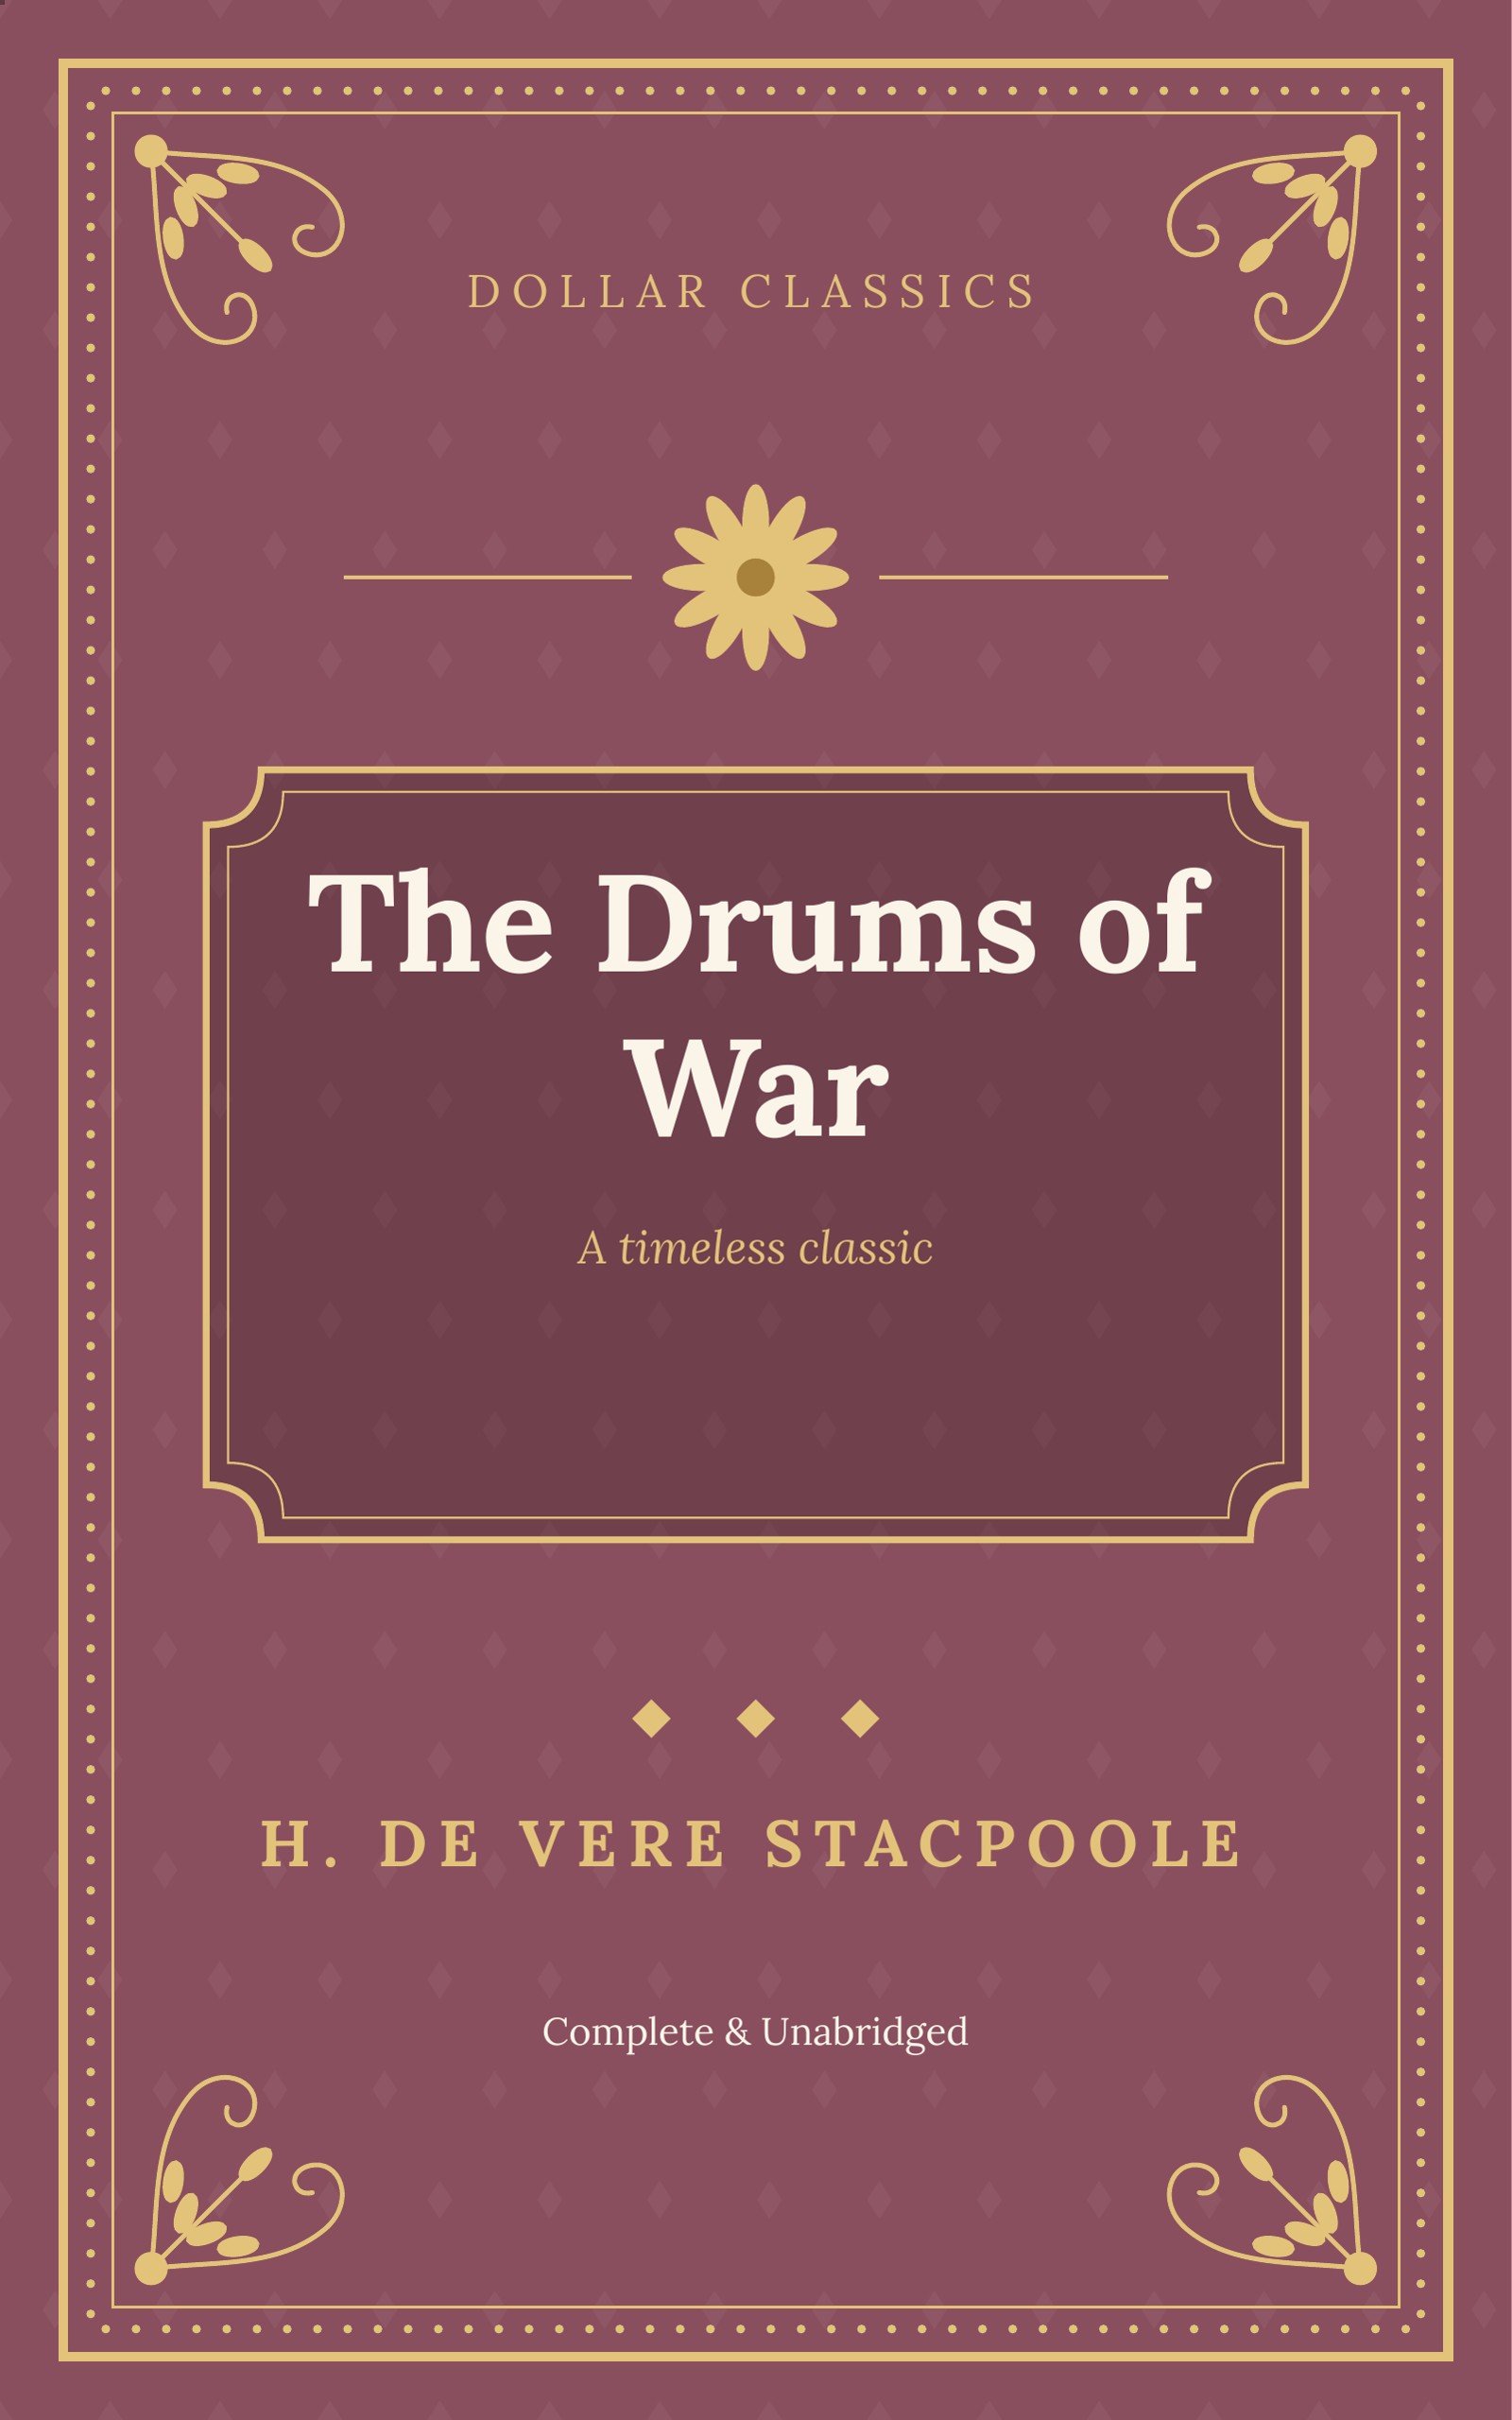 DOLLAR CLASSICS
The Drums of
War
A timeless classic
H. DE VERE STACPOOLE
Complete & Unabridged